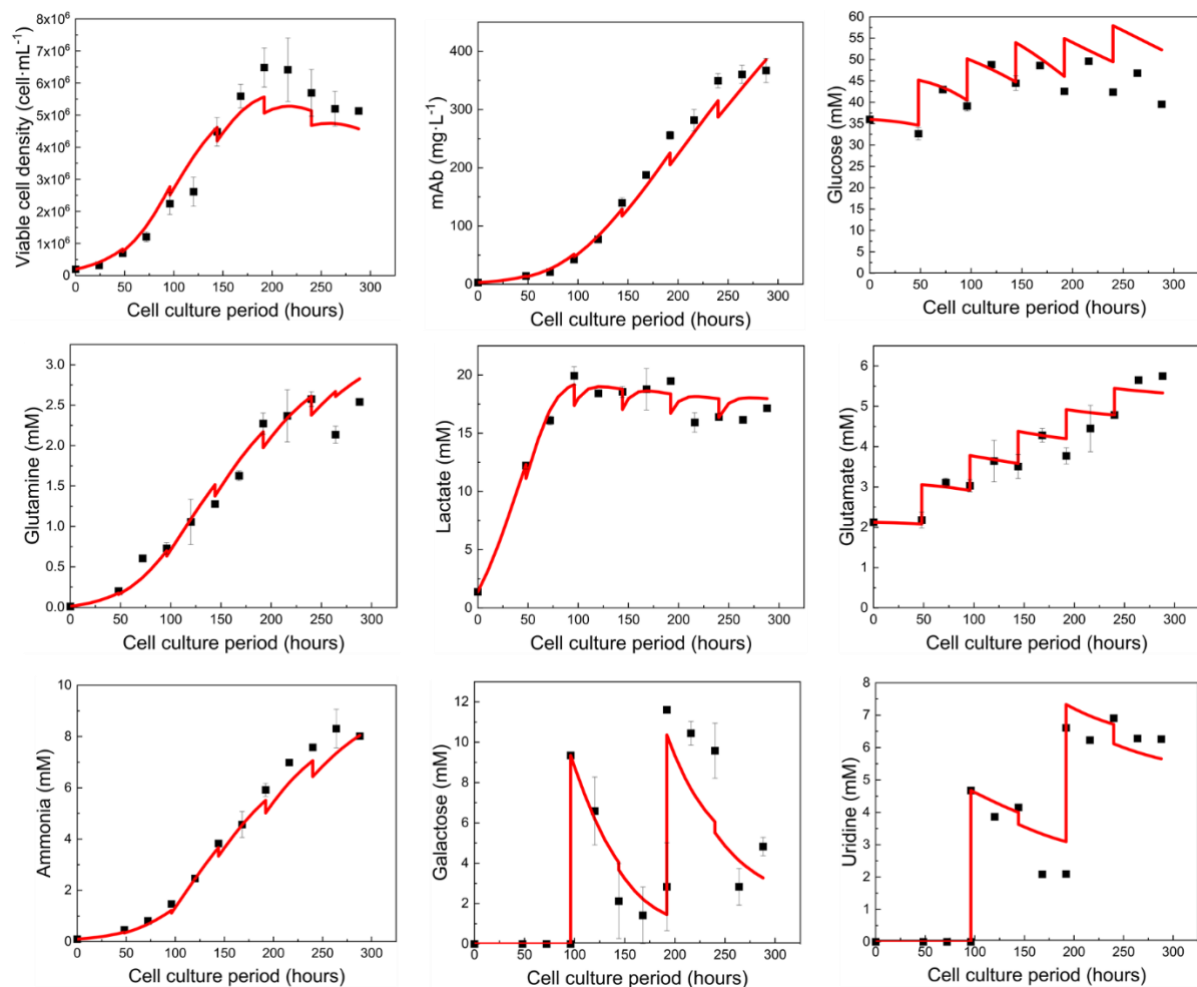 Viable cell density (cell·mL⁻¹)
8x10⁶
7x10⁶
6x10⁶
5x10⁶
4x10⁶
3x10⁶
2x10⁶
1x10⁶
0
0 50 100 150 200 250 300
Cell culture period (hours)
mAb (mg·L⁻¹)
400
300
200
100
0
0 50 100 150 200 250 300
Cell culture period (hours)
Glucose (mM)
60
55
50
45
40
35
30
25
20
15
10
5
0
0 50 100 150 200 250 300
Cell culture period (hours)
Glutamine (mM)
3.0
2.5
2.0
1.5
1.0
0.5
0.0
0 50 100 150 200 250 300
Cell culture period (hours)
Lactate (mM)
20
15
10
5
0
0 50 100 150 200 250 300
Cell culture period (hours)
Glutamate (mM)
6
5
4
3
2
1
0
0 50 100 150 200 250 300
Cell culture period (hours)
Ammonia (mM)
10
8
6
4
2
0
0 50 100 150 200 250 300
Cell culture period (hours)
Galactose (mM)
12
10
8
6
4
2
0
0 50 100 150 200 250 300
Cell culture period (hours)
Uridine (mM)
8
7
6
5
4
3
2
1
0
0 50 100 150 200 250 300
Cell culture period (hours)